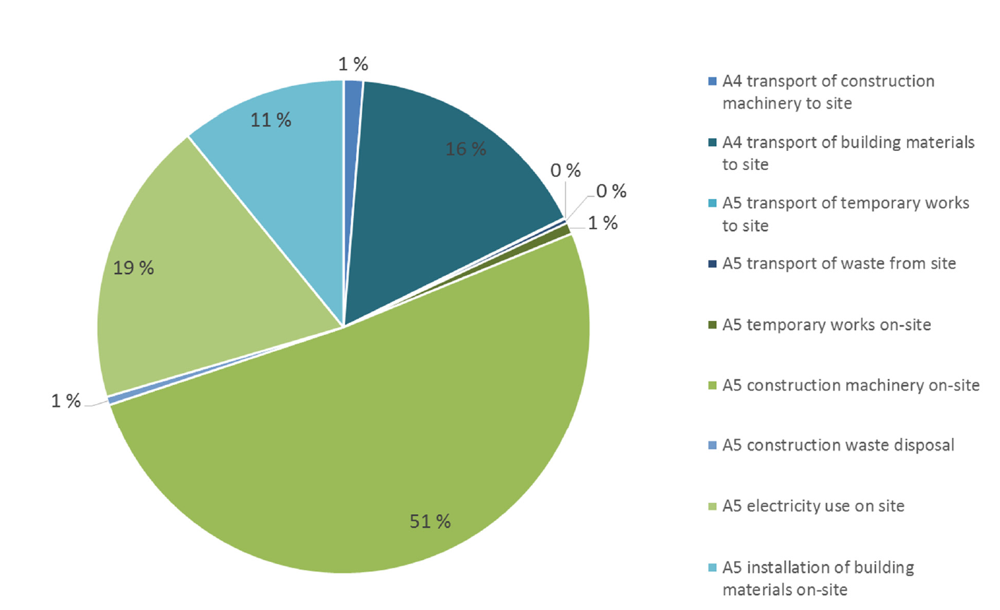 1 %
11 %
16 %
0 %
0 %
1 %
19 %
1 %
51 %
A4 transport of construction
machinery to site
A4 transport of building materials
to site
A5 transport of temporary works
to site
A5 transport of waste from site
A5 temporary works on-site
A5 construction machinery on-site
A5 construction waste disposal
A5 electricity use on site
A5 installation of building
materials on-site